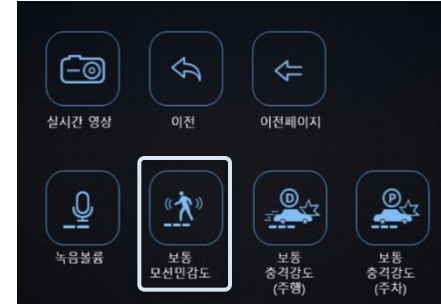 실시간 영상
이전
이전페이지
녹음볼륨
보통
모션민감도
D
보통
충격강도
(주행)
P
보통
충격강도
(주차)